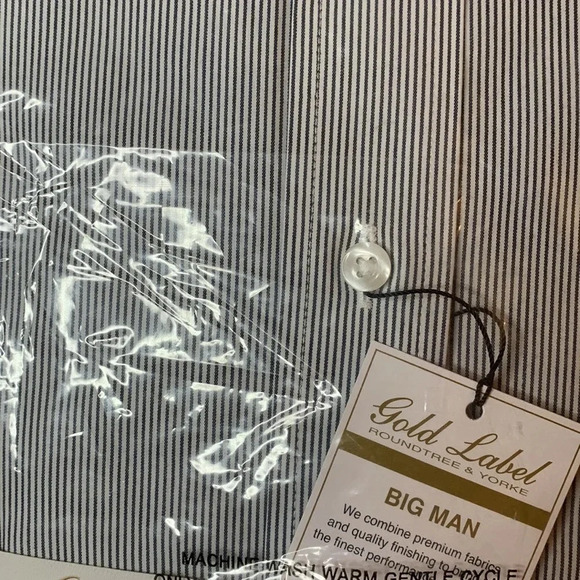 Gold Label
ROUNDTREE & YORKE
BIG MAN
We combine premium fabrics
and quality finishing to
the finest performance
MACHINE WASH WARM GENTLE CYCLE